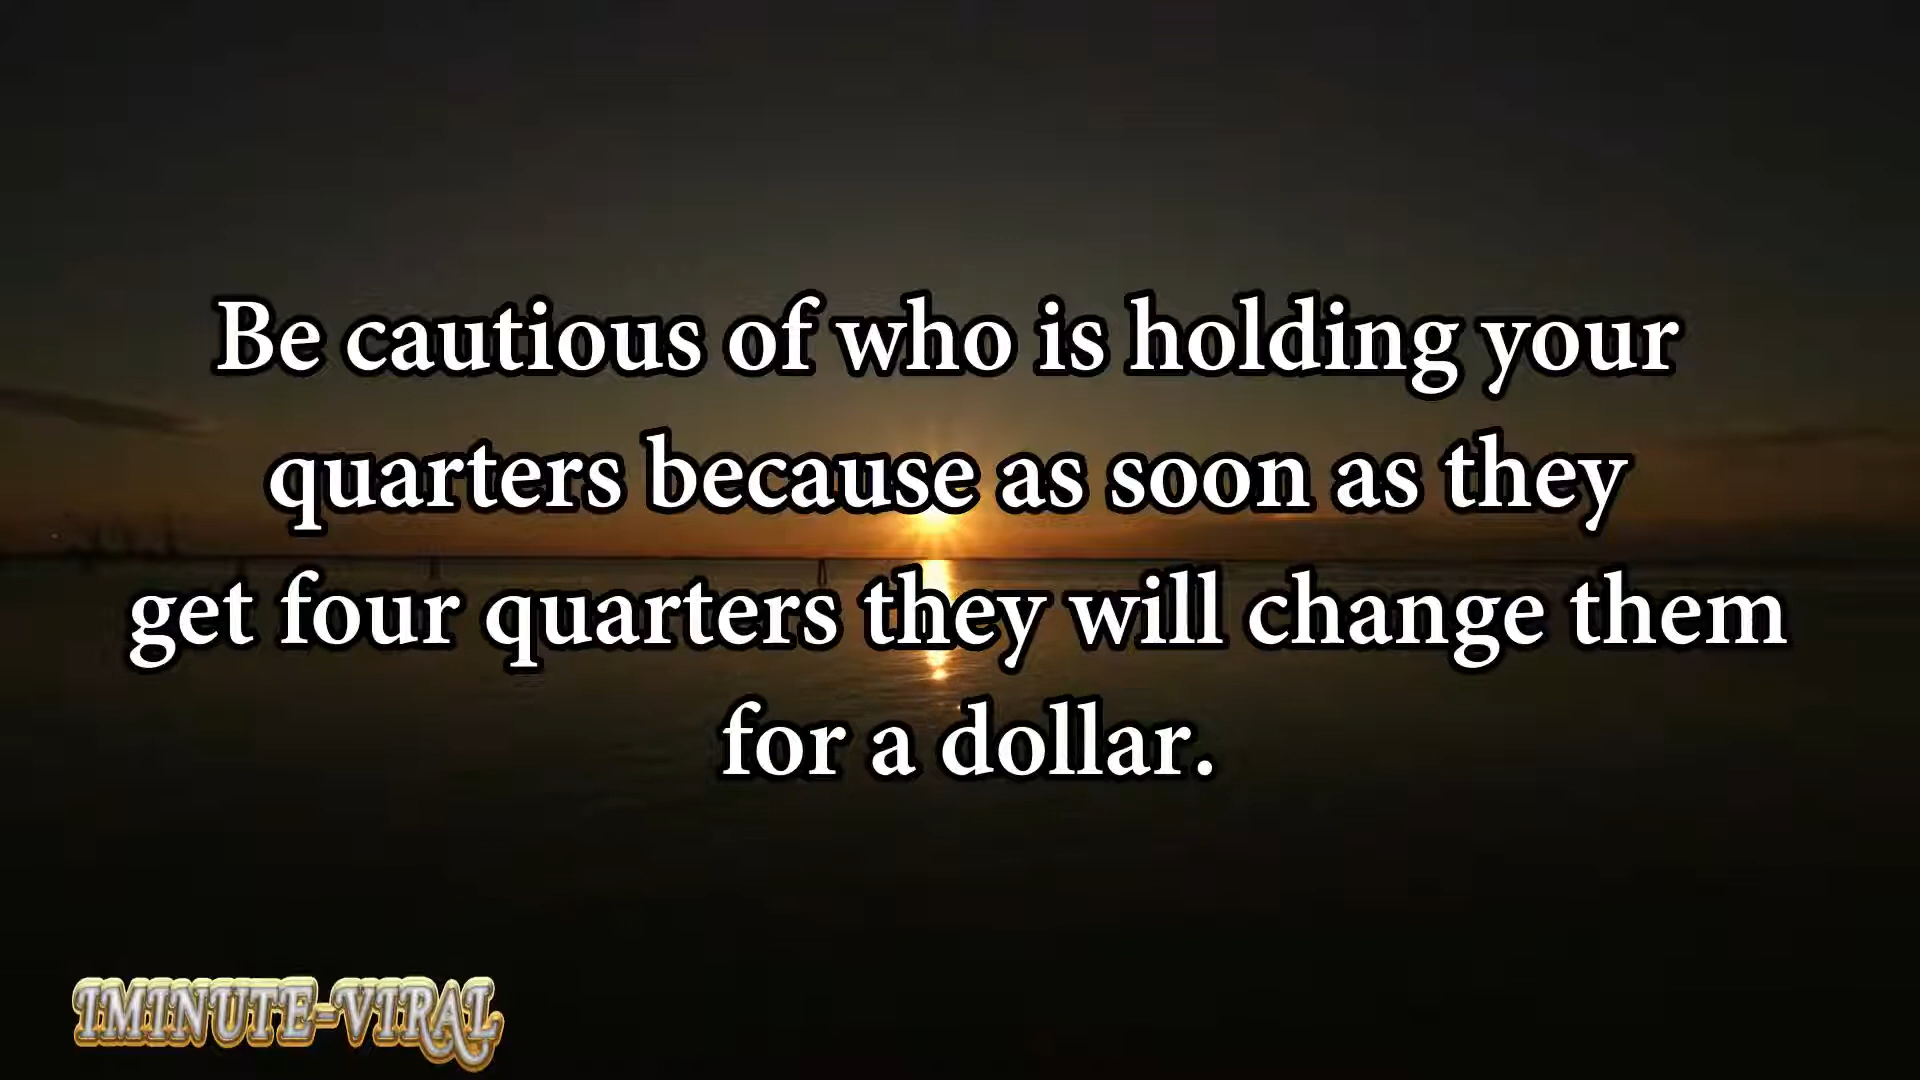 Be cautious of who is holding your
quarters because as soon as they
get four quarters they will change them
for a dollar.
1MINUTE-VIRAL